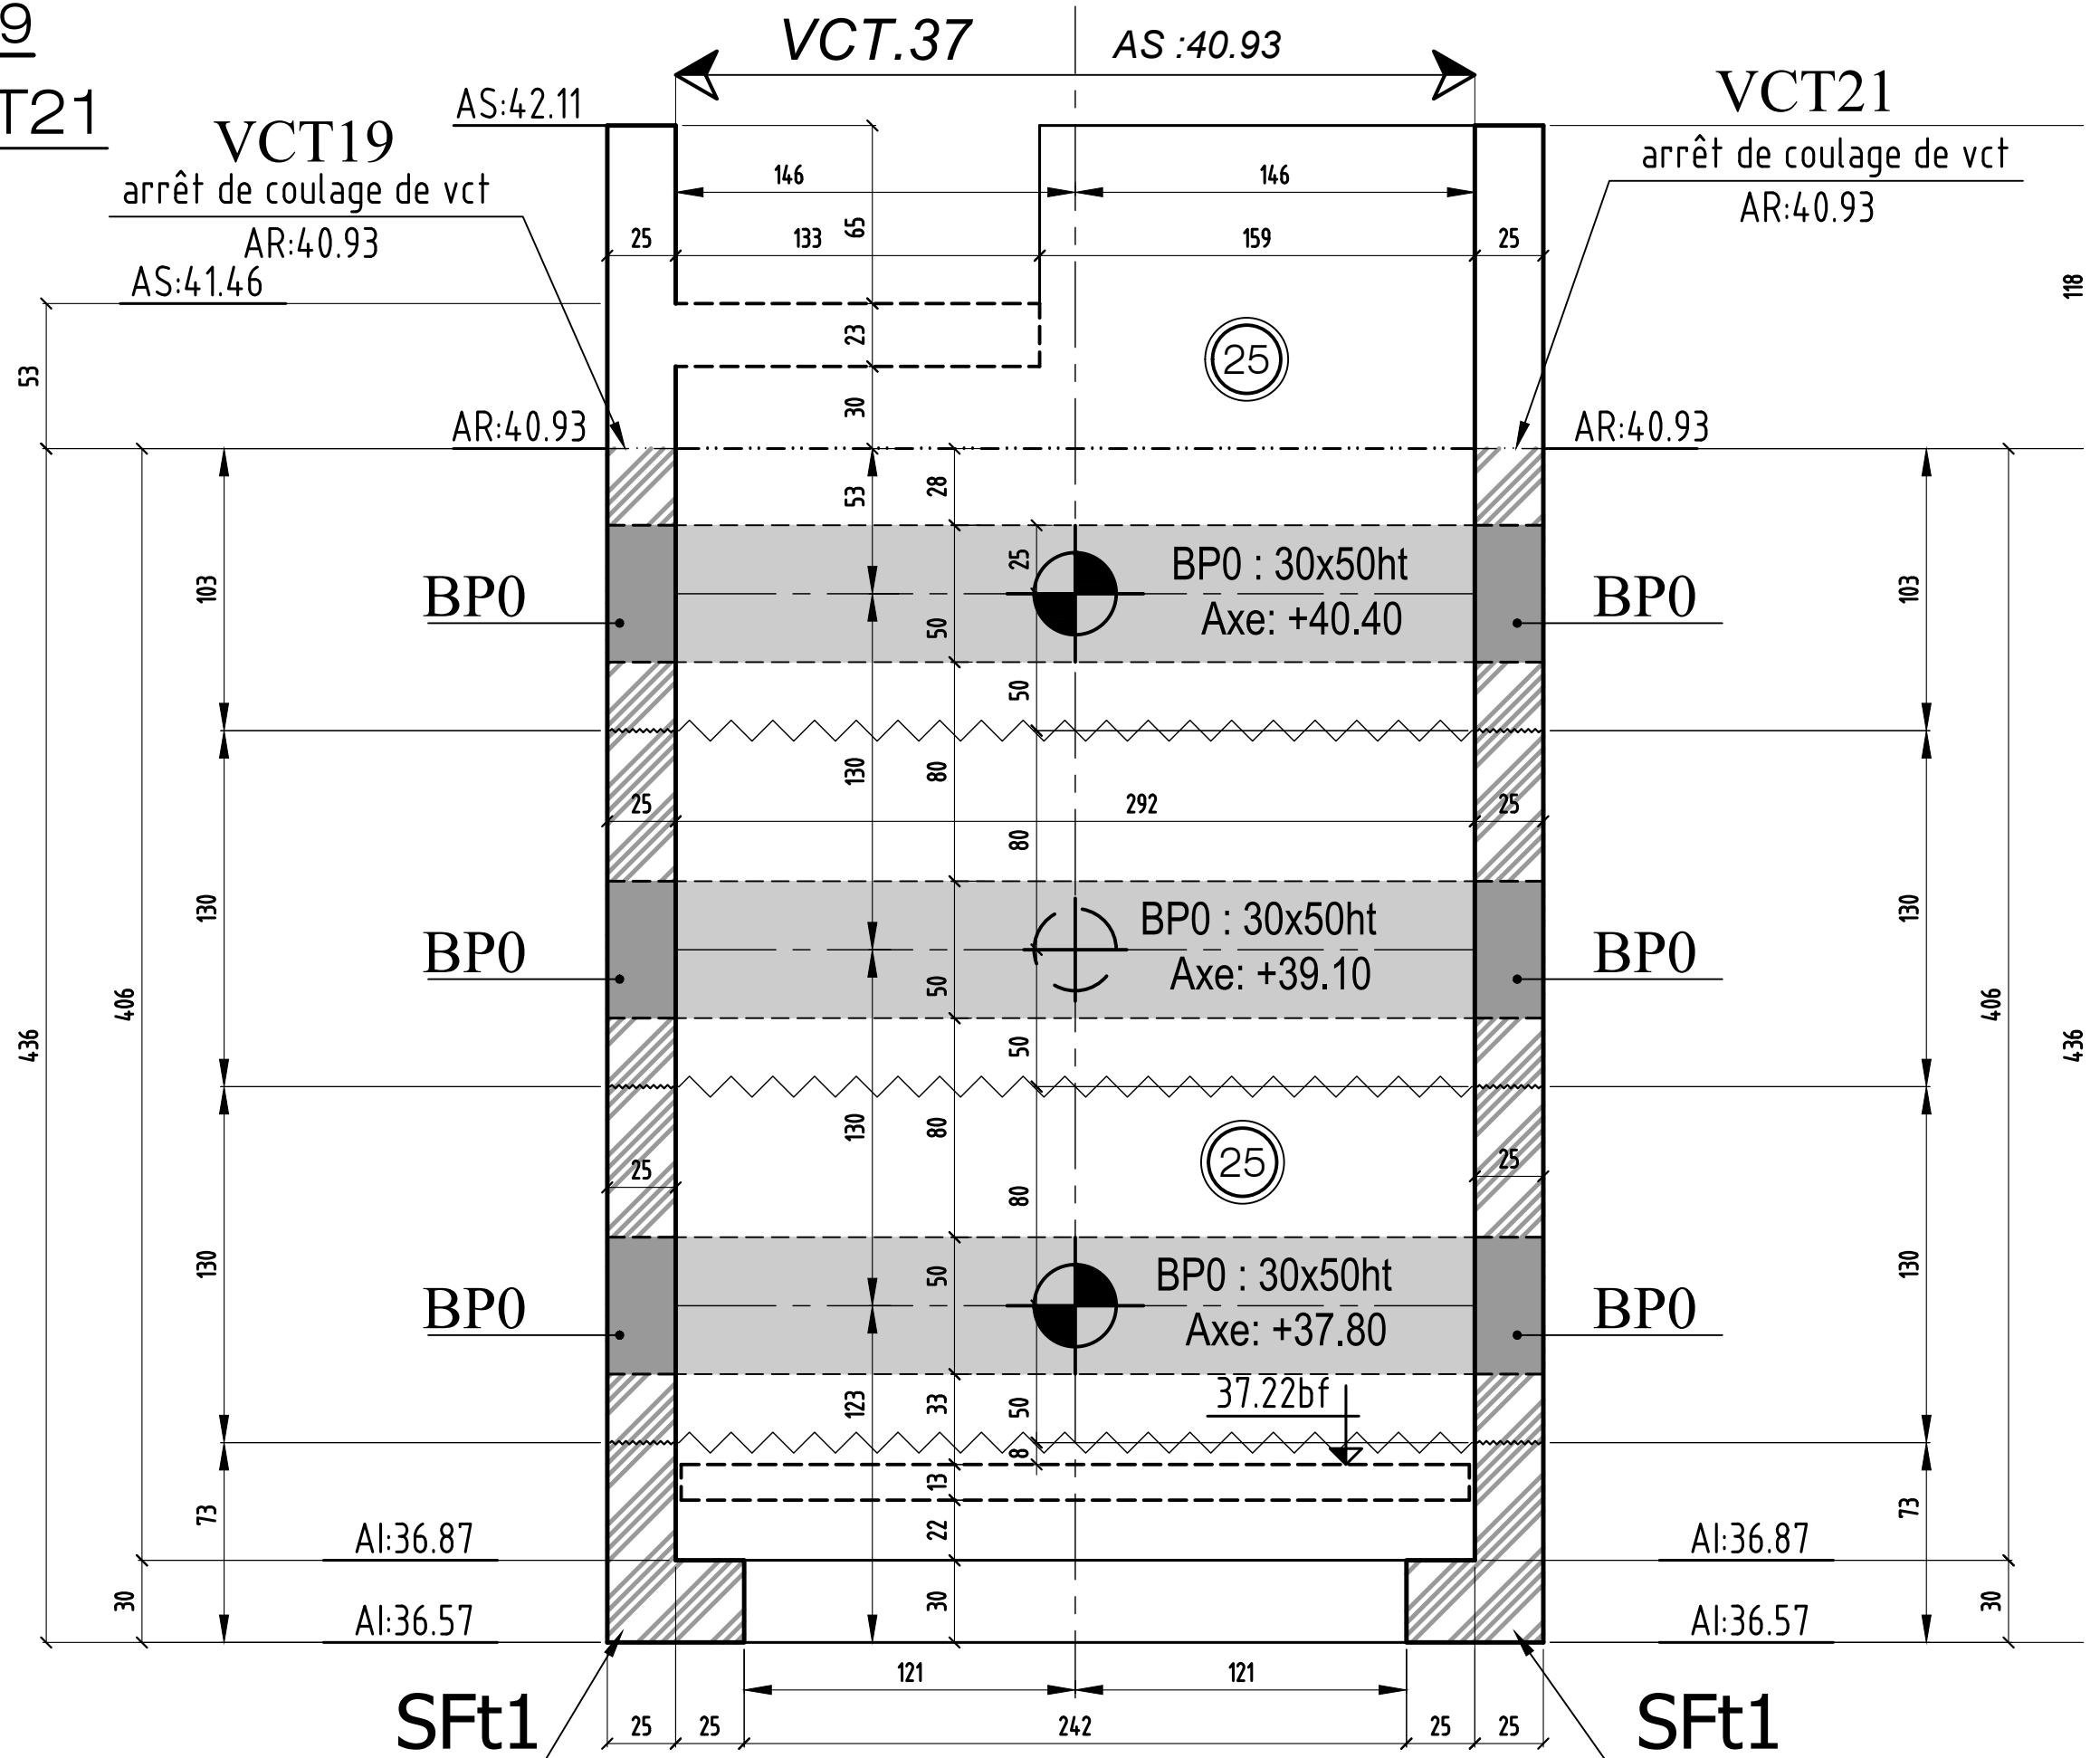 9
T21
VCT.37
AS :40.93
AS:42.11
VCT19
arrêt de coulage de vct
AR:40.93
VCT21
arrêt de coulage de vct
AR:40.93
146
146
65
25
133
159
25
118
AS:41.46
23
53
25
30
AR:40.93
AR:40.93
53
28
25
BP0 : 30x50ht
Axe: +40.40
103
BP0
50
BP0
103
50
130
80
25
292
25
80
130
BP0
BP0 : 30x50ht
Axe: +39.10
BP0
130
50
406
436
50
406
436
130
80
25
25
25
80
130
BP0
50
BP0 : 30x50ht
Axe: +37.80
BP0
130
123
33
50
37.22bf
8
13
73
22
73
AI:36.87
AI:36.87
30
30
30
AI:36.57
AI:36.57
121
121
SFt1
25
25
242
25
25
SFt1